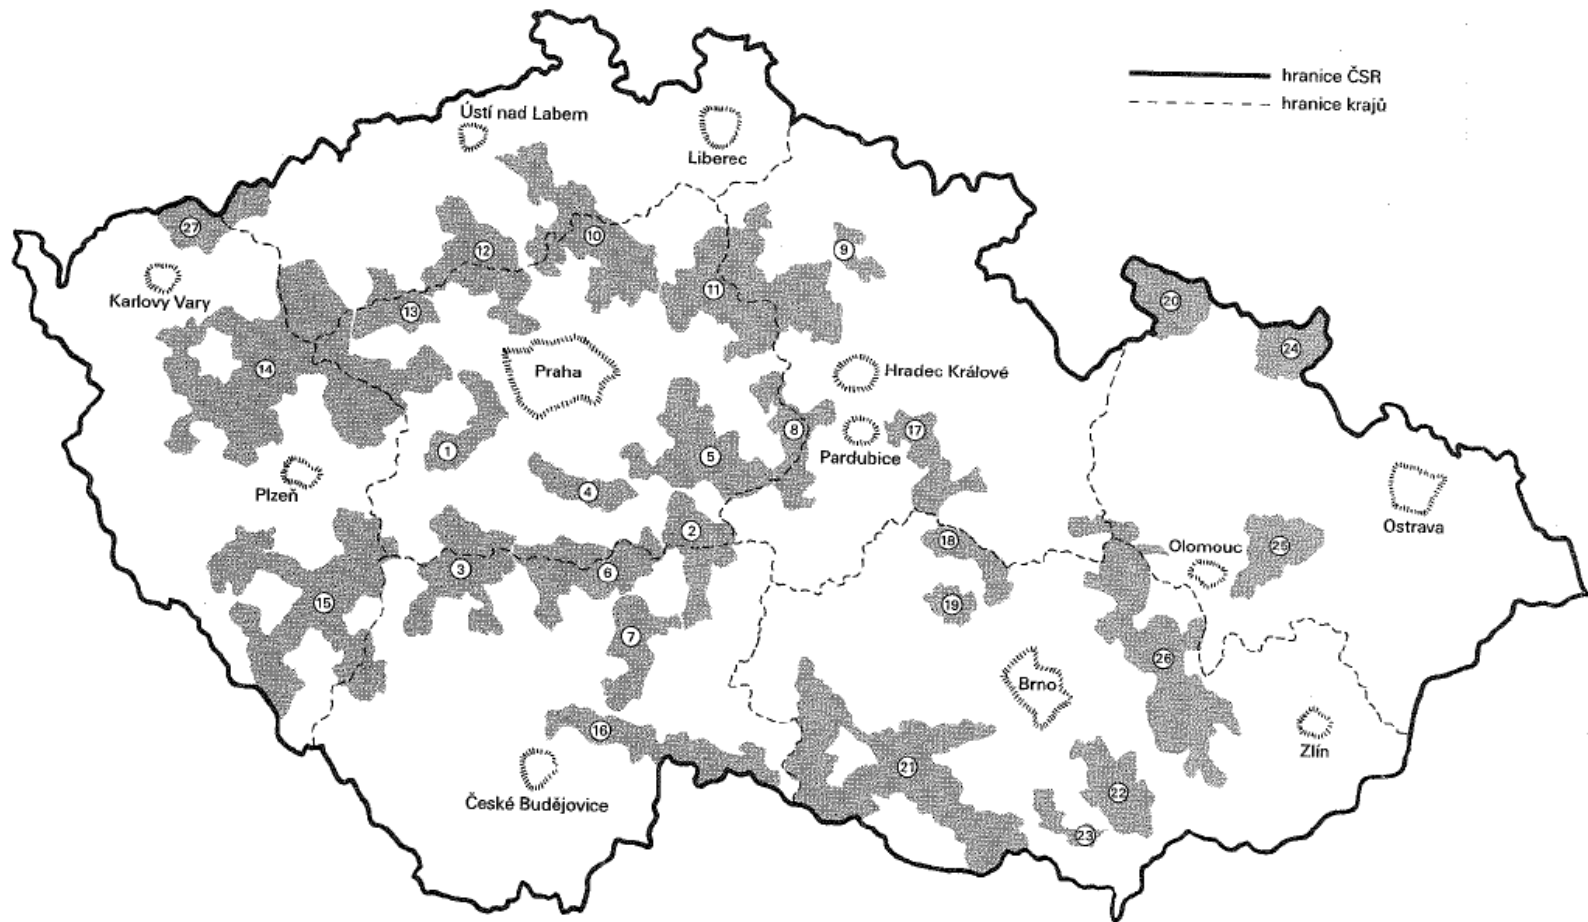 hranice ČSR
hranice krajů
Ústí nad Labem
Liberec
27
10
12
9
11
Karlovy Vary
20
13
24
14
Praha
Hradec Králové
1
8
17
5
Pardubice
Plzeň
4
Ostrava
2
18
Olomouc
25
3
6
15
19
7
26
Brno
16
Zlín
21
České Budějovice
22
23